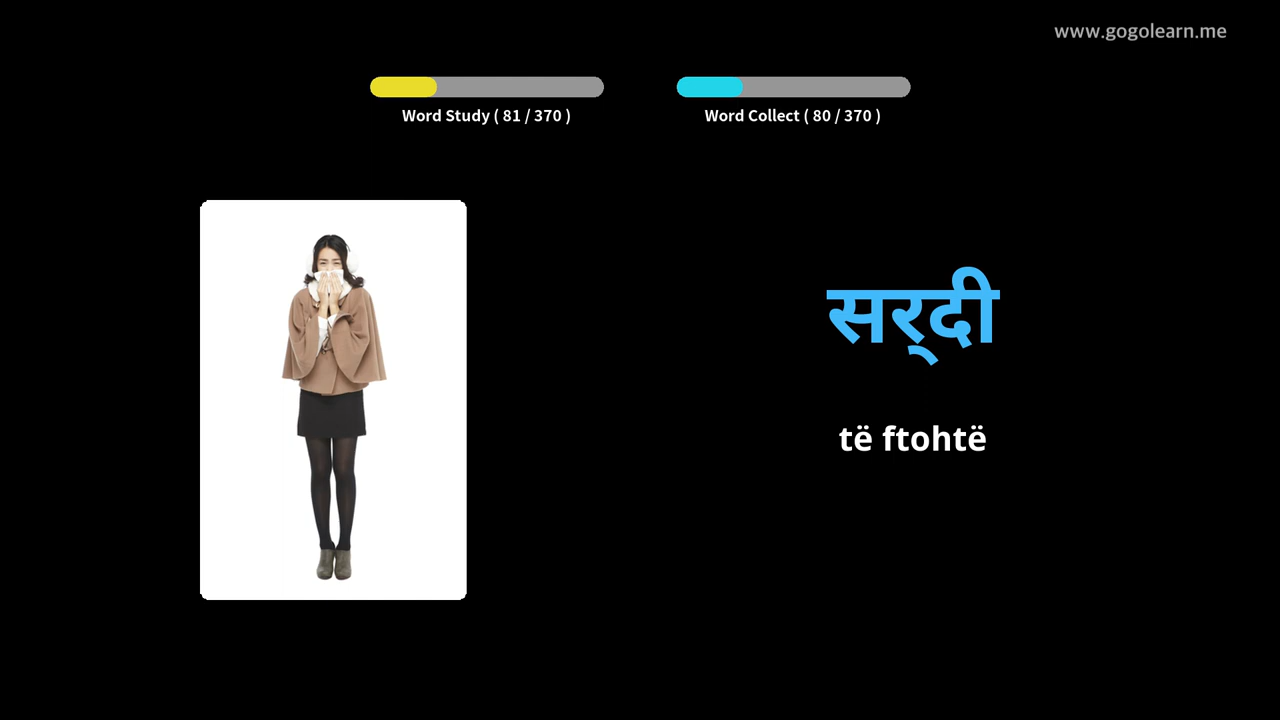 www.gogolearn.me
Word Study ( 81 / 370 )
Word Collect ( 80 / 370 )
सर्‍दी
të ftohtë